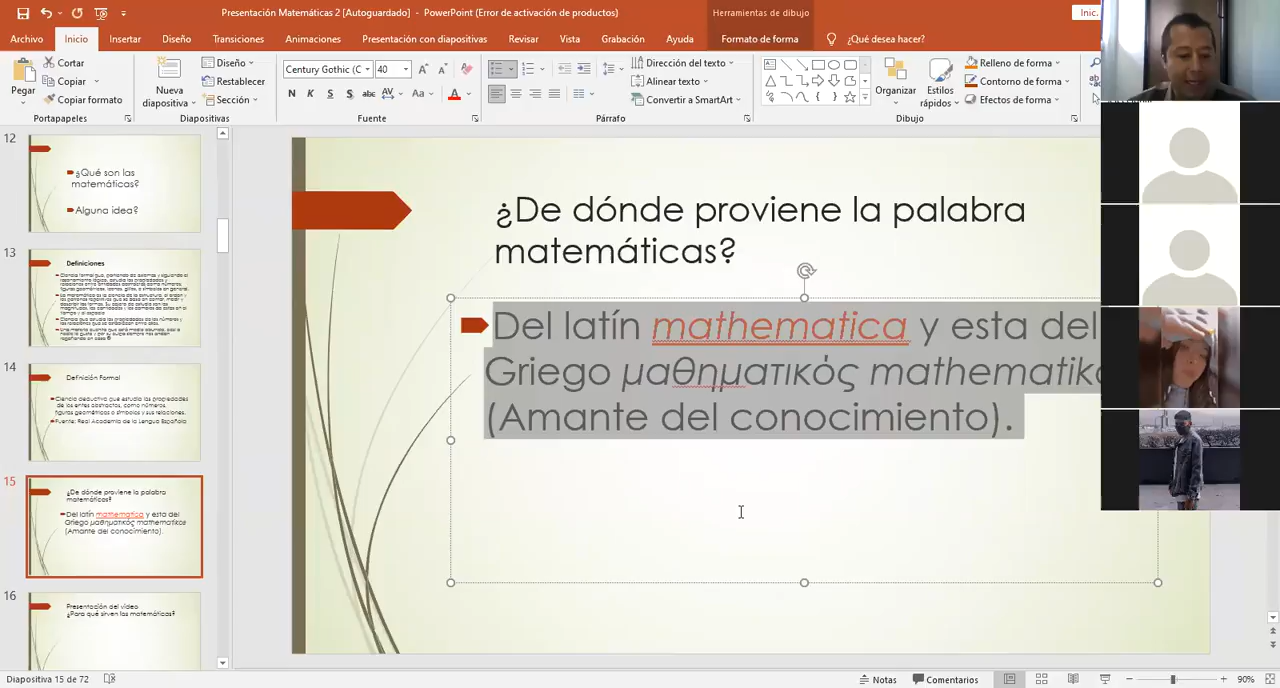 Presentación Matemáticas 2 [Autoguardado] - PowerPoint (Error de activación de productos)
Herramientas de dibujo
Inic.
Archivo Inicio Insertar Diseño Transiciones Animaciones Presentación con diapositivas Revisar Vista Grabación Ayuda Formato de forma ¿Qué desea hacer?
Pegar
Cortar
Copiar
Copiar formato
Portapapeles
Nueva diapositiva
Diseño
Restablecer
Sección
Diapositivas
Century Gothic (C 40
N K S S abc AV Aa A
Fuente
Dirección del texto
Alinear texto
Convertir a SmartArt
Párrafo
Organizar
Estilos rápidos
Relleno de forma
Contorno de forma
Efectos de forma
Dibujo
12
¿Qué son las
matemáticas?
Alguna idea?
13
Definiciones
14
Definición Formal
Ciencia deductiva que estudia las propiedades
de los entes abstractos, como números,
figuras geométricas o símbolos y sus relaciones.
Fuente: Real Academia de la Lengua Española
15
¿De dónde proviene la palabra
matemáticas?
Del latín mathematica y esta del
Griego μαθηματικός mathematikos
(Amante del conocimiento).
16
Presentación del video
¿Para qué sirven las matemáticas?
¿De dónde proviene la palabra
matemáticas?
Del latín mathematica y esta del
Griego μαθηματικός
(Amante del conocimiento).
Diapositiva 15 de 72
Notas
Comentarios
90%